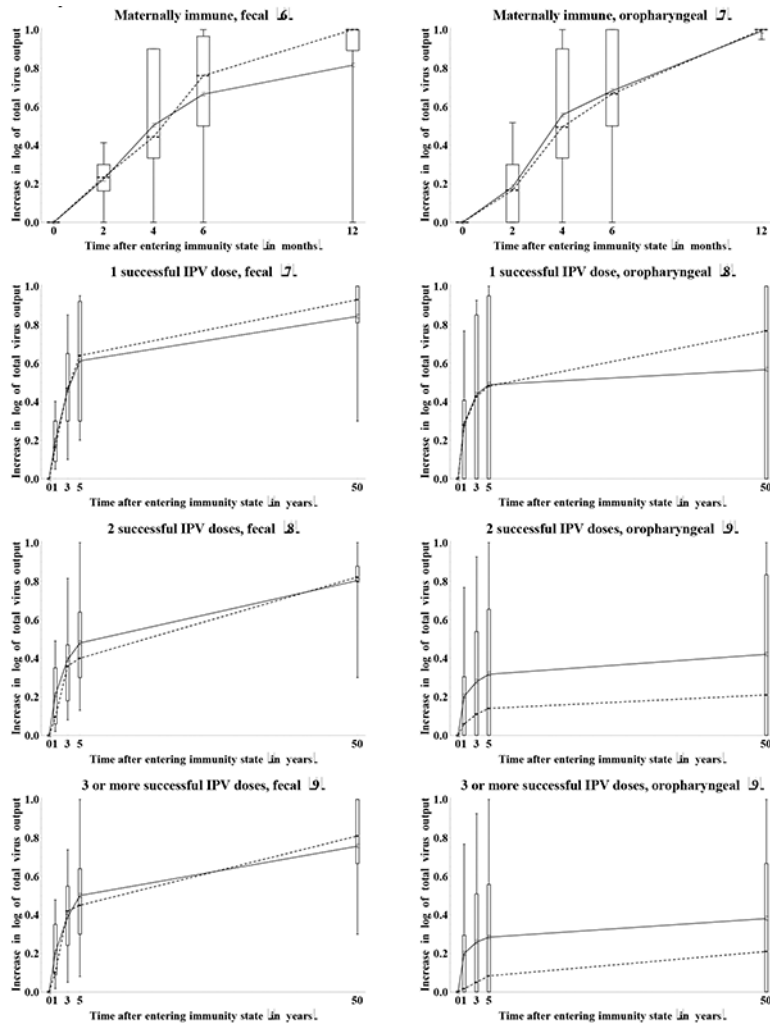 Maternally immune, fecal [6]
Increase in log of total virus output
1.0
0.8
0.6
0.4
0.2
0.0
0 2 4 6 12
Time after entering immunity state [in months]
Maternally immune, oropharyngeal [7]
Increase in log of total virus output
1.0
0.8
0.6
0.4
0.2
0.0
0 2 4 6 12
Time after entering immunity state [in months]
1 successful IPV dose, fecal [7]
Increase in log of total virus output
1.0
0.8
0.6
0.4
0.2
0.0
01 3 5 50
Time after entering immunity state [in years]
1 successful IPV dose, oropharyngeal [8]
Increase in log of total virus output
1.0
0.8
0.6
0.4
0.2
0.0
01 3 5 50
Time after entering immunity state [in years]
2 successful IPV doses, fecal [8]
Increase in log of total virus output
1.0
0.8
0.6
0.4
0.2
0.0
01 3 5 50
Time after entering immunity state [in years]
2 successful IPV doses, oropharyngeal [9]
Increase in log of total virus output
1.0
0.8
0.6
0.4
0.2
0.0
01 3 5 50
Time after entering immunity state [in years]
3 or more successful IPV doses, fecal [9]
Increase in log of total virus output
1.0
0.8
0.6
0.4
0.2
0.0
01 3 5 50
Time after entering immunity state [in years]
3 or more successful IPV doses, oropharyngeal [9]
Increase in log of total virus output
1.0
0.8
0.6
0.4
0.2
0.0
01 3 5 50
Time after entering immunity state [in years]